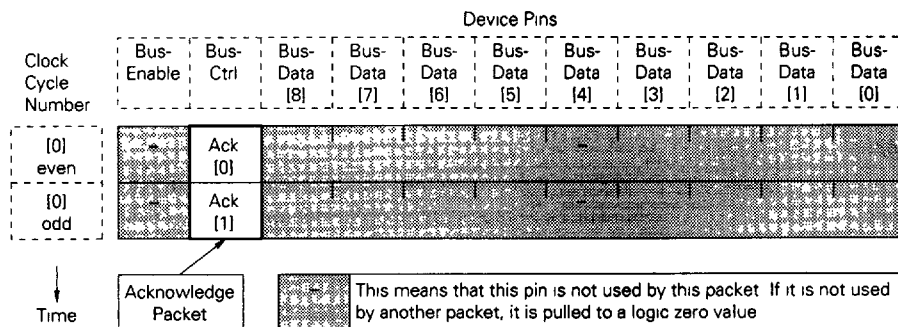 Device Pins
Clock Cycle Number
Bus-Enable
Bus-Ctrl
Bus-Data [8]
Bus-Data [7]
Bus-Data [6]
Bus-Data [5]
Bus-Data [4]
Bus-Data [3]
Bus-Data [2]
Bus-Data [1]
Bus-Data [0]
[0] even
-
Ack [0]
-
[0] odd
-
Ack [1]
-
Time
Acknowledge Packet
-
This means that this pin is not used by this packet If it is not used
by another packet, it is pulled to a logic zero value